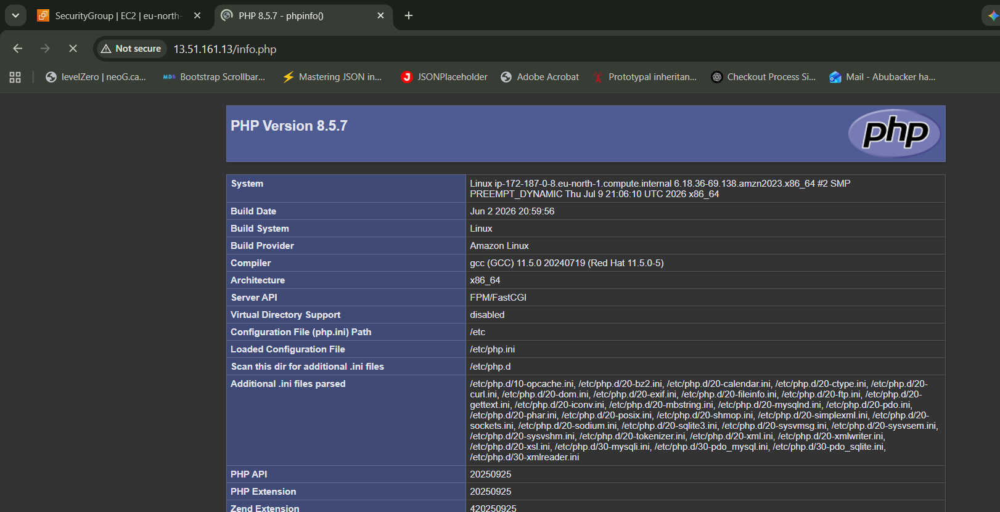 SecurityGroup | EC2 | eu-north-
PHP 8.5.7 - phpinfo()
Not secure
13.51.161.13/info.php
levelZero | neoG.ca...
MDB
Bootstrap Scrollbar...
Mastering JSON in...
J
JSONPlaceholder
Adobe Acrobat
Prototypal inheritan...
Checkout Process Si...
Mail - Abubacker ha...
PHP Version 8.5.7
php
System
Linux ip-172-187-0-8.eu-north-1.compute.internal 6.18.36-69.138.amzn2023.x86_64 #2 SMP
PREEMPT_DYNAMIC Thu Jul 9 21:06:10 UTC 2026 x86_64
Build Date
Jun 2 2026 20:59:56
Build System
Linux
Build Provider
Amazon Linux
Compiler
gcc (GCC) 11.5.0 20240719 (Red Hat 11.5.0-5)
Architecture
x86_64
Server API
FPM/FastCGI
Virtual Directory Support
disabled
Configuration File (php.ini) Path
/etc
Loaded Configuration File
/etc/php.ini
Scan this dir for additional .ini files
/etc/php.d
Additional .ini files parsed
/etc/php.d/10-opcache.ini, /etc/php.d/20-bz2.ini, /etc/php.d/20-calendar.ini, /etc/php.d/20-ctype.ini, /etc/php.d/20-
curl.ini, /etc/php.d/20-dom.ini, /etc/php.d/20-exif.ini, /etc/php.d/20-fileinfo.ini, /etc/php.d/20-ftp.ini, /etc/php.d/20-
gettext.ini, /etc/php.d/20-iconv.ini, /etc/php.d/20-mbstring.ini, /etc/php.d/20-mysqlnd.ini, /etc/php.d/20-pdo.ini,
/etc/php.d/20-phar.ini, /etc/php.d/20-posix.ini, /etc/php.d/20-shmop.ini, /etc/php.d/20-simplexml.ini, /etc/php.d/20-
sockets.ini, /etc/php.d/20-sodium.ini, /etc/php.d/20-sqlite3.ini, /etc/php.d/20-sysvmsg.ini, /etc/php.d/20-sysvsem.ini,
/etc/php.d/20-sysvshm.ini, /etc/php.d/20-tokenizer.ini, /etc/php.d/20-xml.ini, /etc/php.d/20-xmlwriter.ini,
/etc/php.d/20-xsl.ini, /etc/php.d/30-mysqli.ini, /etc/php.d/30-pdo_mysql.ini, /etc/php.d/30-pdo_sqlite.ini,
/etc/php.d/30-xmlreader.ini
PHP API
20250925
PHP Extension
20250925
Zend Extension
420250925